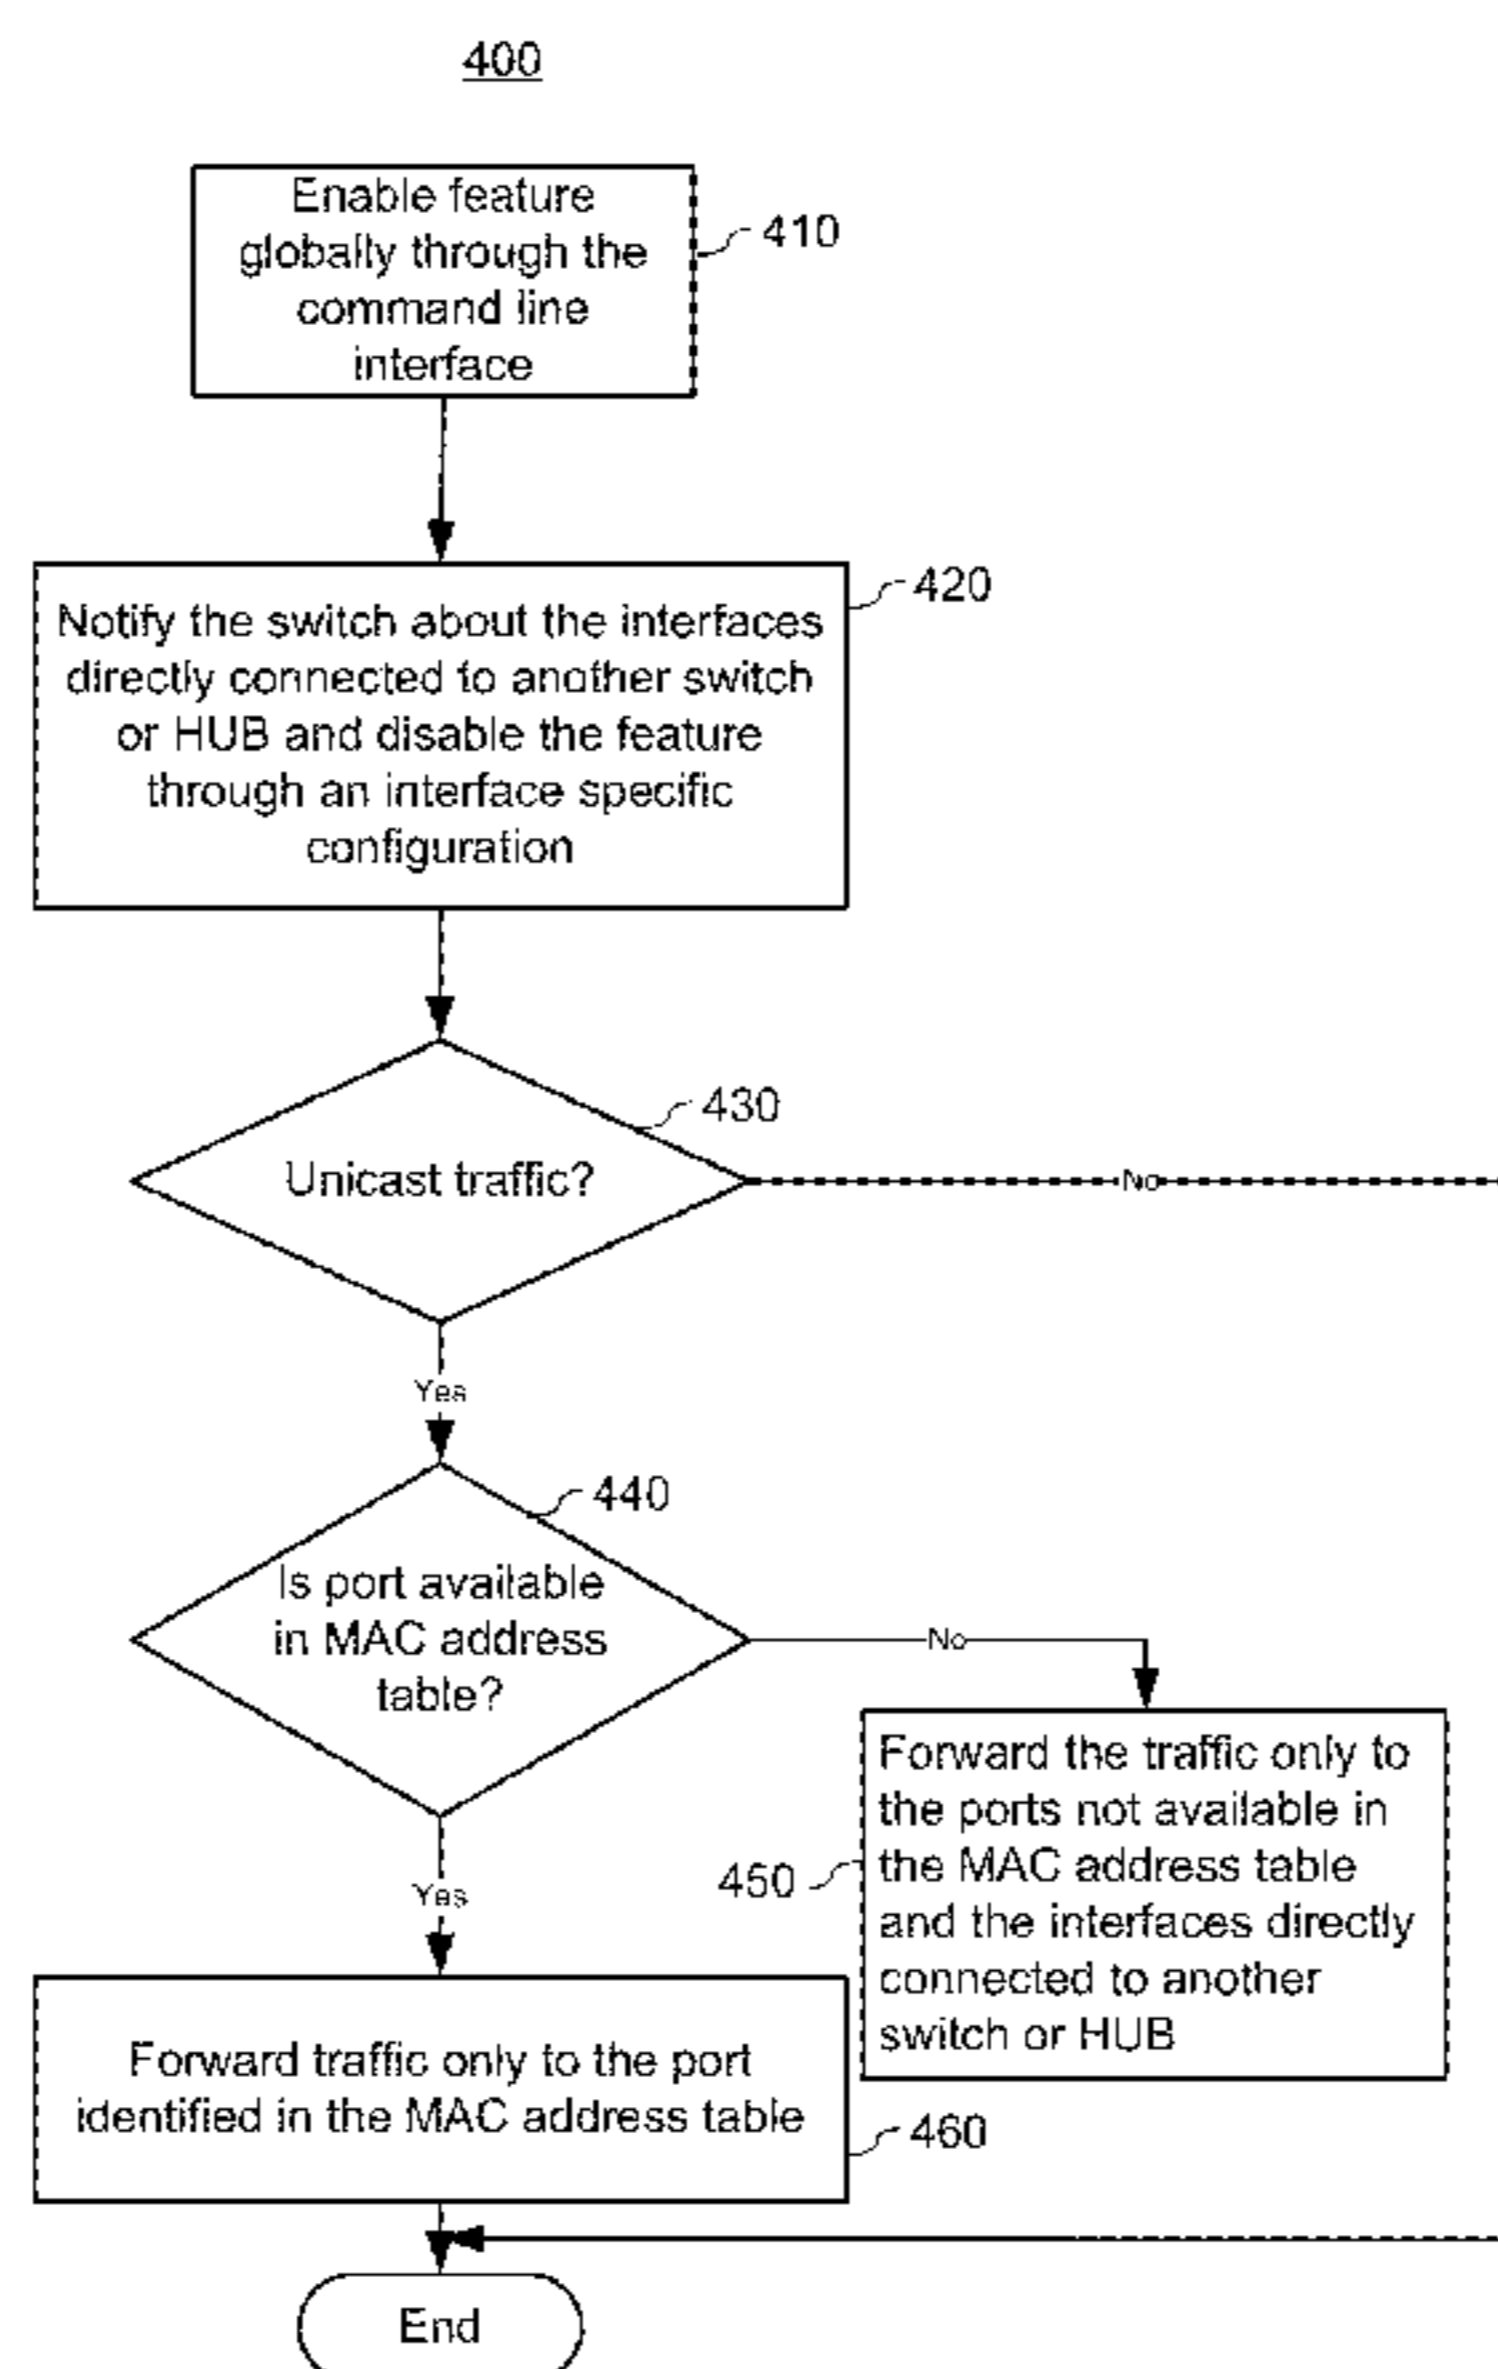 400
Enable feature
globally through the
command line
interface
410
Notify the switch about the interfaces
directly connected to another switch
or HUB and disable the feature
through an interface specific
configuration
420
430
Unicast traffic?
No
Yes
440
Is port available
in MAC address
table?
No
Forward the traffic only to
the ports not available in
the MAC address table
and the interfaces directly
connected to another
switch or HUB
450
Yes
Forward traffic only to the port
identified in the MAC address table
460
End